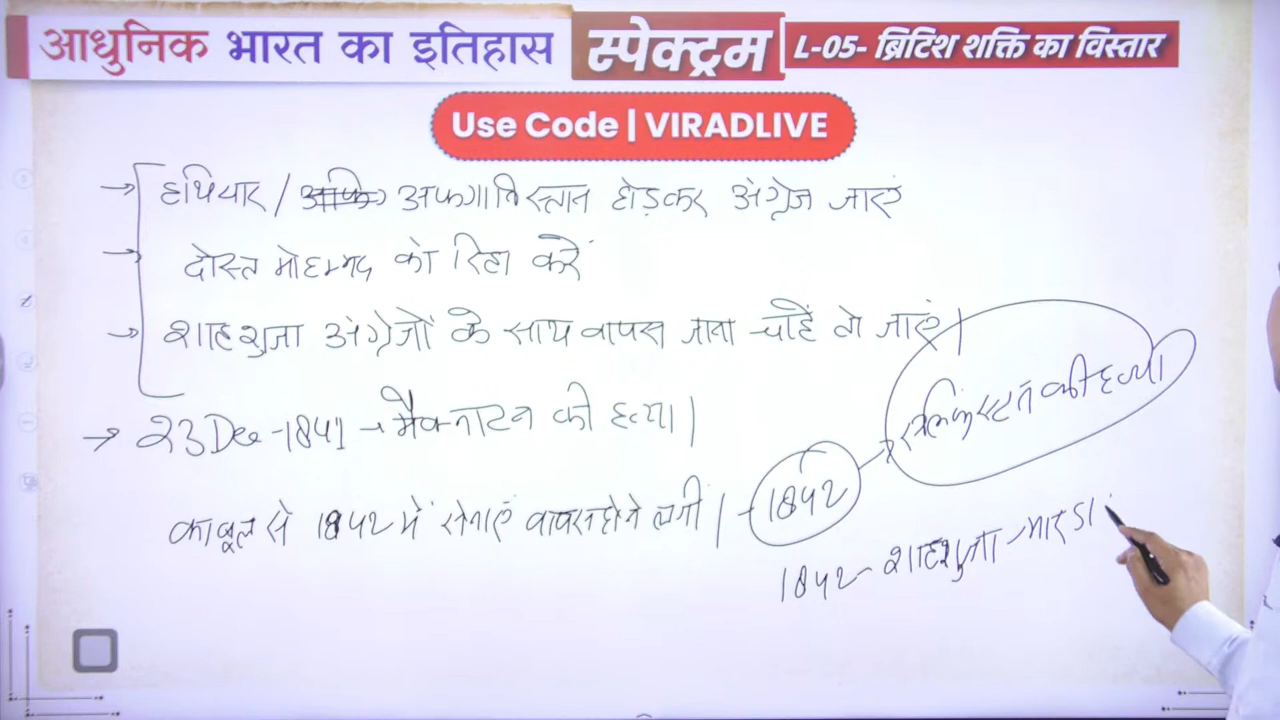 आधुनिक भारत का इतिहास स्पेक्ट्रम L-05- ब्रिटिश शक्ति का विस्तार
Use Code | VIRADLIVE
→ हथियार / अफगानिस्तान छोड़कर अंग्रेज जाएं
→ दोस्त मोहम्मद को रिहा करें
→ शाहशुजा अंग्रेजों के साथ वापस जाना चाहें तो जाएं।
→ 23 Dec -1841 → मैकनाटन की हत्या।
काबुल से 1842 में सेनाएं वापस होने लगी। - 1842 → एलफिंस्टन की हत्या
1842 - शाहशुजा - मार डा